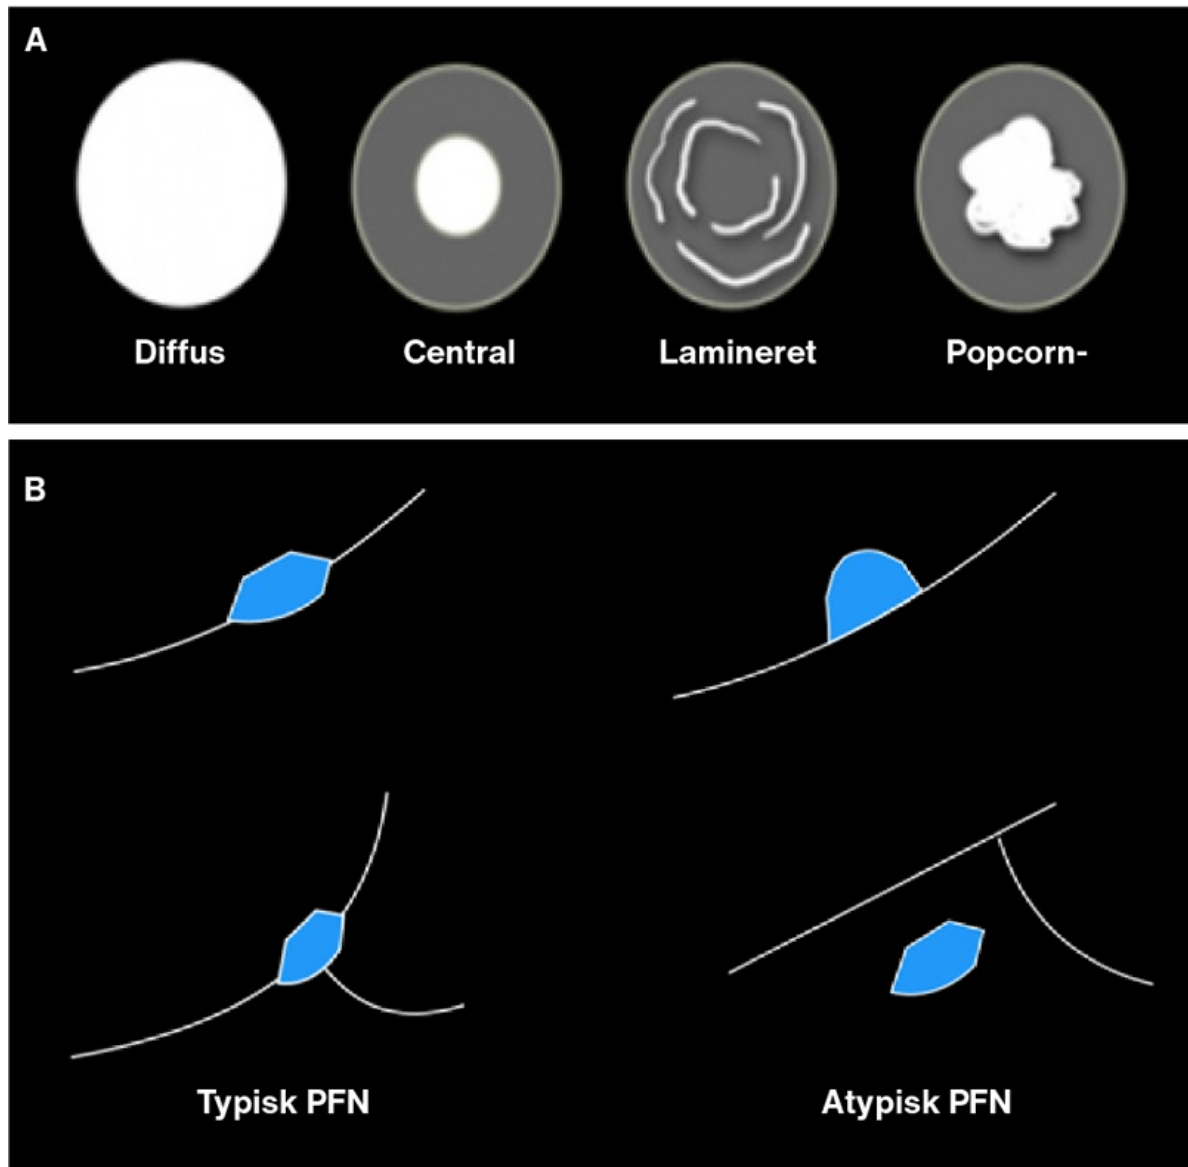 A
Diffus Central Lamineret Popcorn-
B
Typisk PFN Atypisk PFN